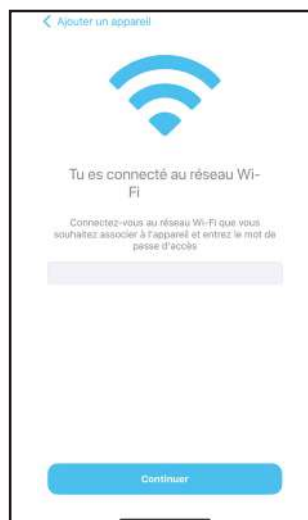 Ajouter un appareil
Tu es connecté au réseau Wi-
Fi
Connectez-vous au réseau Wi-Fi que vous
souhaitez associer à l'appareil et entrez le mot de
passe d'accès
Continuer